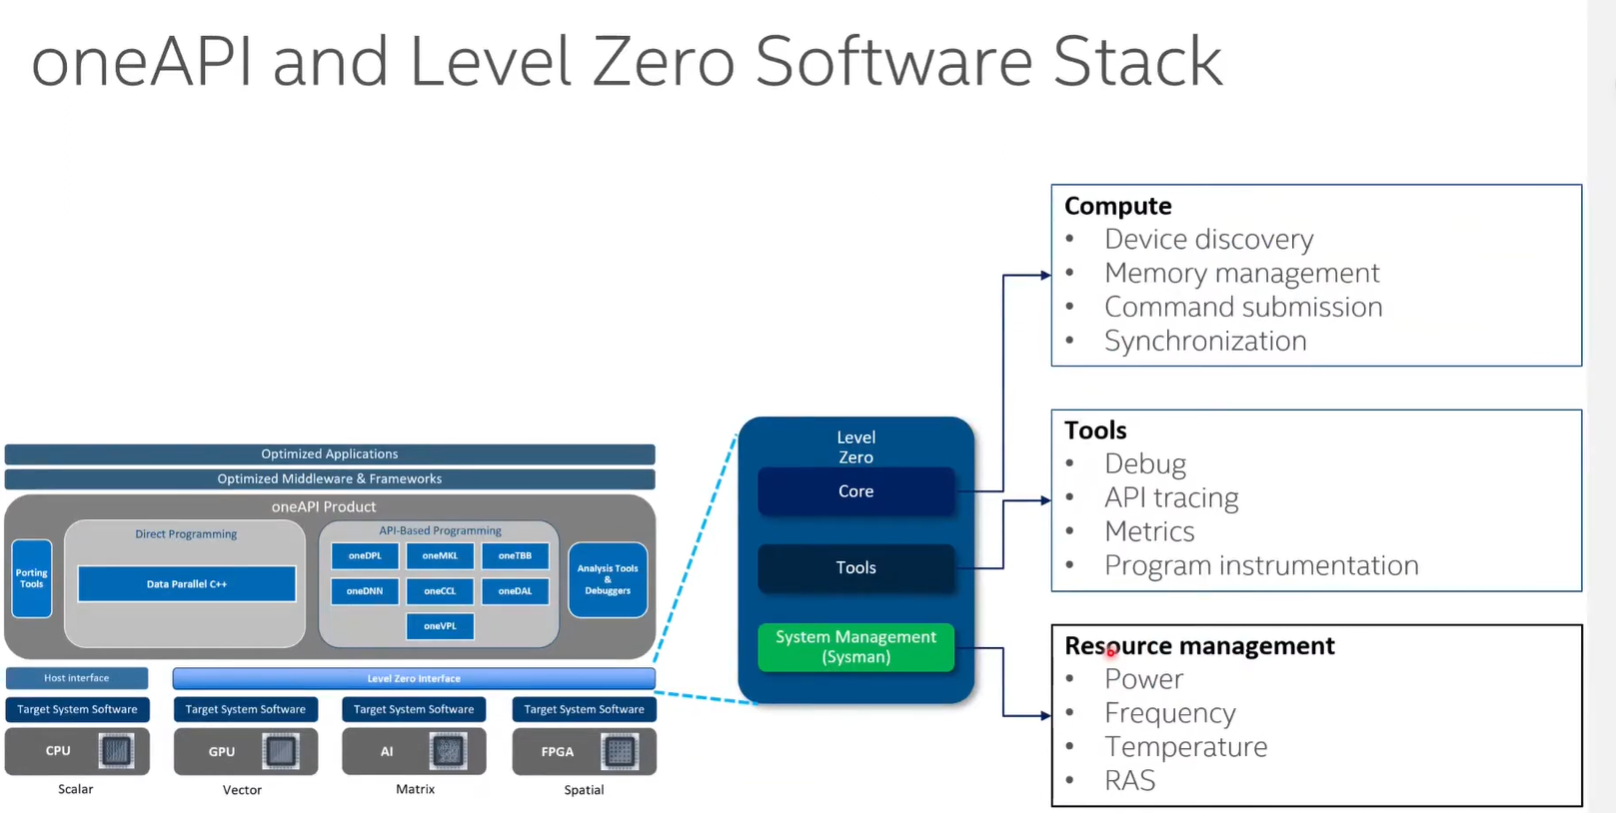 oneAPI and Level Zero Software Stack
Optimized Applications
Optimized Middleware & Frameworks
oneAPI Product
Porting
Tools
Direct Programming
Data Parallel C++
API-Based Programming
oneDPL
oneMKL
oneTBB
oneDNN
oneCCL
oneDAL
oneVPL
Analysis Tools
&
Debuggers
Host interface
Level Zero Interface
Target System Software
Target System Software
Target System Software
Target System Software
CPU
GPU
AI
FPGA
Scalar
Vector
Matrix
Spatial
Level
Zero
Core
Tools
System Management
(Sysman)
Compute
• Device discovery
• Memory management
• Command submission
• Synchronization
Tools
• Debug
• API tracing
• Metrics
• Program instrumentation
Resource management
• Power
• Frequency
• Temperature
• RAS